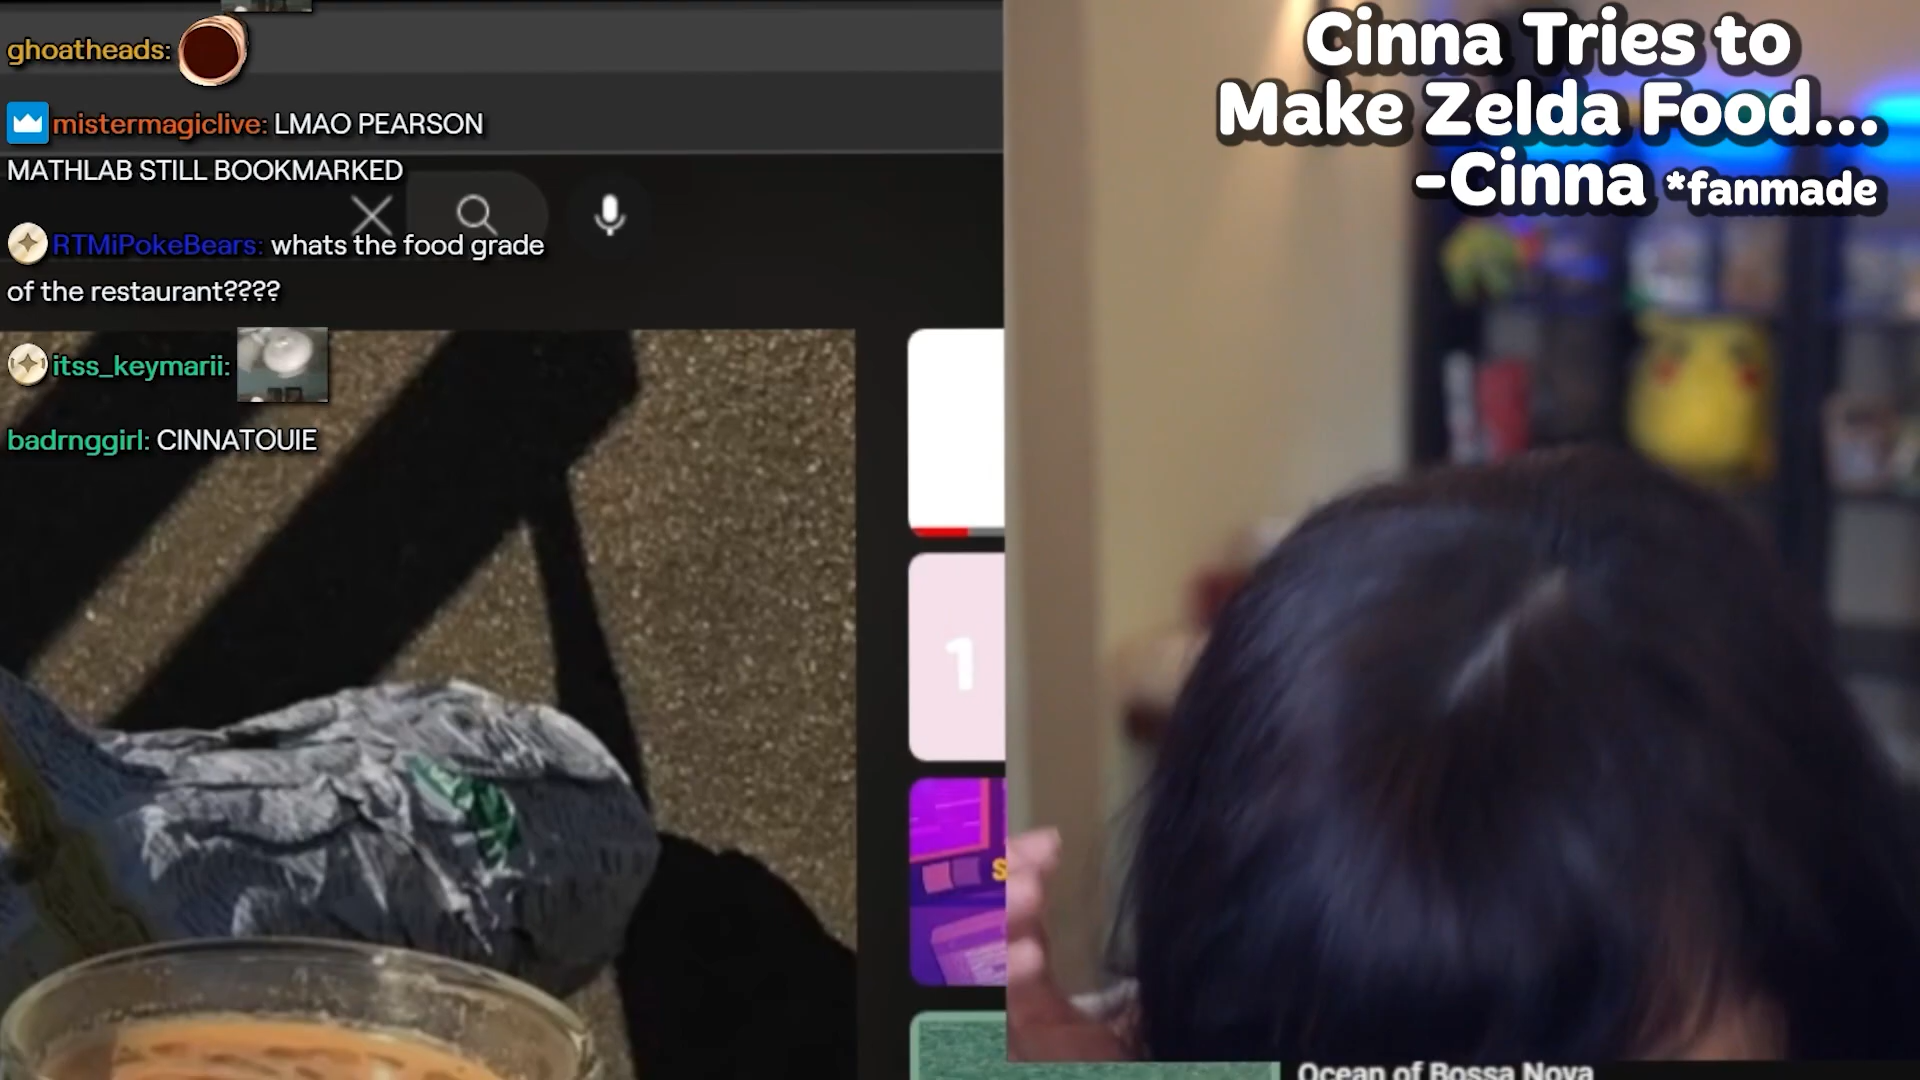 ghoatheads:
mistermagiclive: LMAO PEARSON
MATHLAB STILL BOOKMARKED
RTMiPokeBears: whats the food grade
of the restaurant????
itss_keymarii:
badrnggirl: CINNATOUIE
1
S
Cinna Tries to
Make Zelda Food...
-Cinna *fanmade
Ocean of Bossa Nova